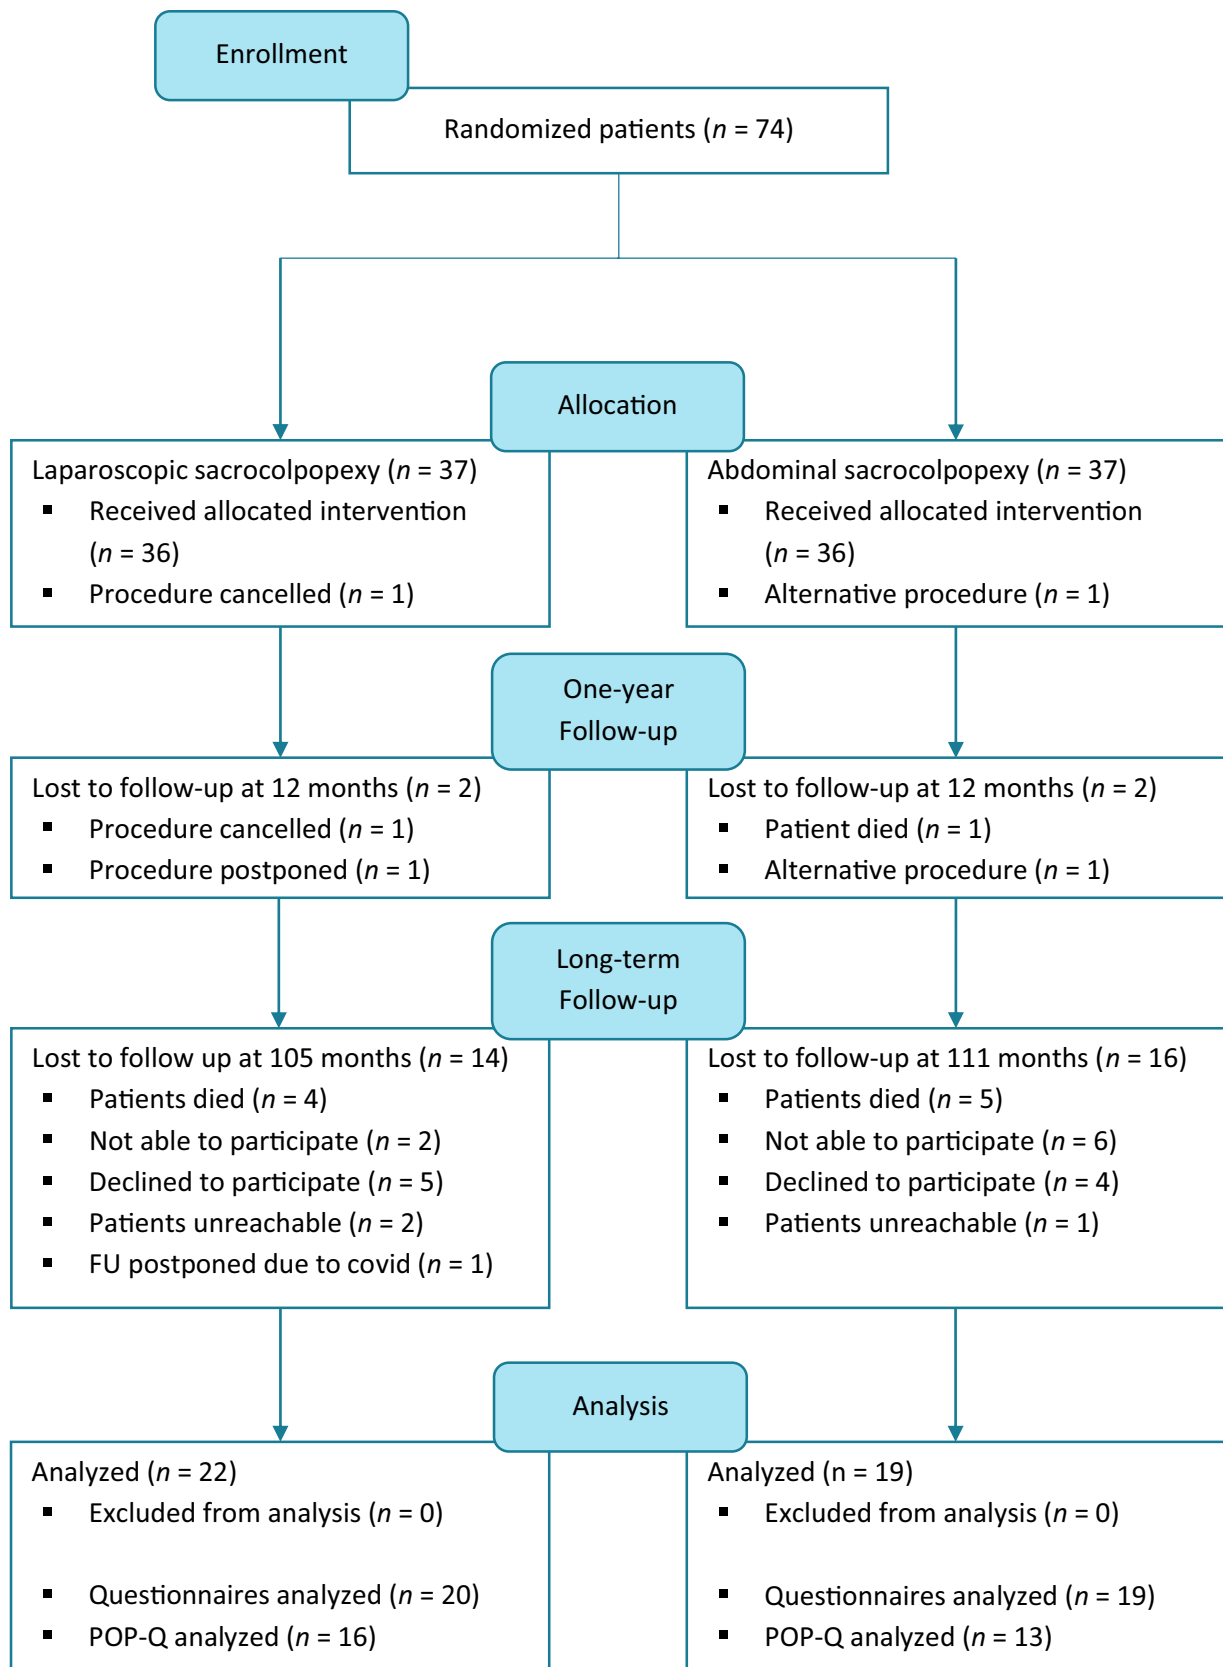 Enrollment
Randomized patients (n = 74)
Allocation
Laparoscopic sacrocolpopexy (n = 37)
▪ Received allocated intervention
(n = 36)
▪ Procedure cancelled (n = 1)
Abdominal sacrocolpopexy (n = 37)
▪ Received allocated intervention
(n = 36)
▪ Alternative procedure (n = 1)
One-year
Follow-up
Lost to follow-up at 12 months (n = 2)
▪ Procedure cancelled (n = 1)
▪ Procedure postponed (n = 1)
Lost to follow-up at 12 months (n = 2)
▪ Patient died (n = 1)
▪ Alternative procedure (n = 1)
Long-term
Follow-up
Lost to follow up at 105 months (n = 14)
▪ Patients died (n = 4)
▪ Not able to participate (n = 2)
▪ Declined to participate (n = 5)
▪ Patients unreachable (n = 2)
▪ FU postponed due to covid (n = 1)
Lost to follow-up at 111 months (n = 16)
▪ Patients died (n = 5)
▪ Not able to participate (n = 6)
▪ Declined to participate (n = 4)
▪ Patients unreachable (n = 1)
Analysis
Analyzed (n = 22)
▪ Excluded from analysis (n = 0)
▪ Questionnaires analyzed (n = 20)
▪ POP-Q analyzed (n = 16)
Analyzed (n = 19)
▪ Excluded from analysis (n = 0)
▪ Questionnaires analyzed (n = 19)
▪ POP-Q analyzed (n = 13)